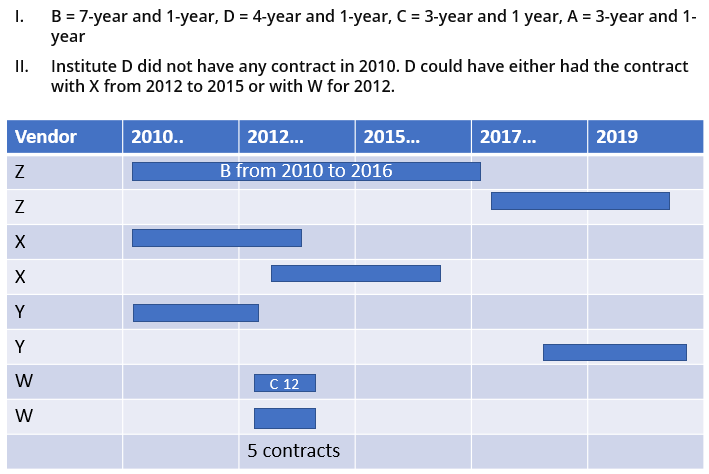 I. B = 7-year and 1-year, D = 4-year and 1-year, C = 3-year and 1 year, A = 3-year and 1-
year
II. Institute D did not have any contract in 2010. D could have either had the contract
with X from 2012 to 2015 or with W for 2012.
Vendor 2010.. 2012... 2015... 2017... 2019
Z B from 2010 to 2016
Z
X
X
Y
Y
W C 12
W
5 contracts